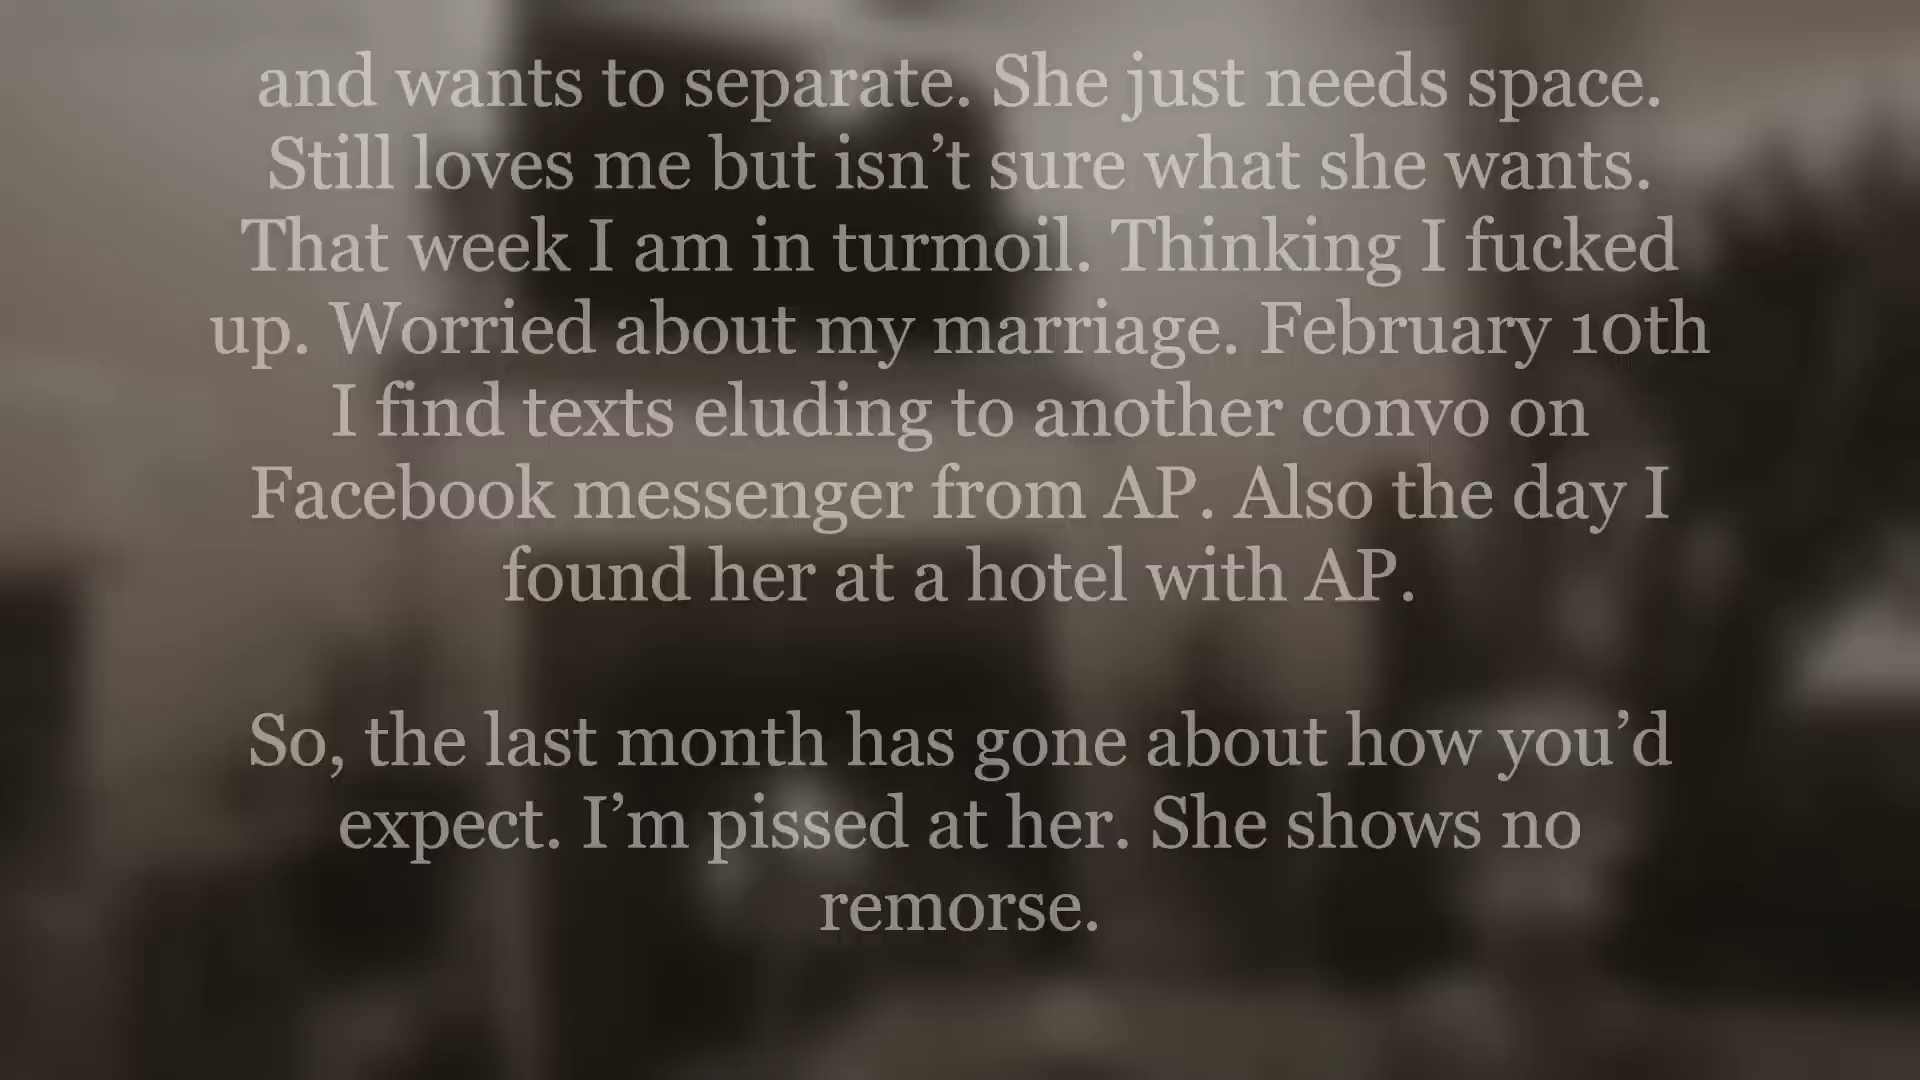 and wants to separate. She just needs space.
Still loves me but isn’t sure what she wants.
That week I am in turmoil. Thinking I fucked
up. Worried about my marriage. February 10th
I find texts eluding to another convo on
Facebook messenger from AP. Also the day I
found her at a hotel with AP.
So, the last month has gone about how you’d
expect. I’m pissed at her. She shows no
remorse.